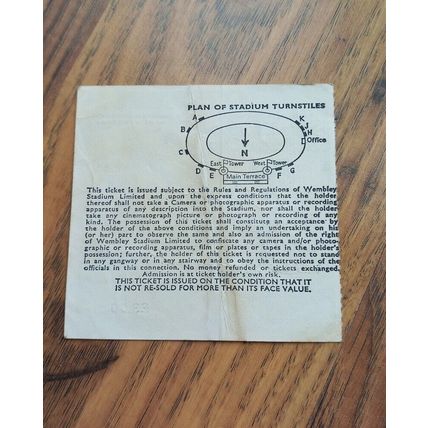 PLAN OF STADIUM TURNSTILES
A K
B J
H
I Office
C
N
East Tower West Tower
D E F G
Main Terrace
This ticket is issued subject to the Rules and Regulations of Wembley
Stadium Limited and upon the express conditions that the holder
thereof shall not take a Camera or photographic apparatus or recording
apparatus of any description into the Stadium, nor shall the holder
take any cinematograph picture or photograph or recording of any
kind. The possession of this ticket shall constitute an acceptance by
the holder of the above conditions and imply an undertaking on his
(or her) part to observe the same and also an admission of the right
of Wembley Stadium Limited to confiscate any camera and/or photo-
graphic or recording apparatus, film or plates or tapes in the holder's
possession; further, the holder of this ticket is requested not to stand
in any gangway or in any stairway and to obey the instructions of the
officials in this connection. No money refunded or tickets exchanged.
Admission is at ticket holder's own risk.
THIS TICKET IS ISSUED ON THE CONDITION THAT IT
IS NOT RE-SOLD FOR MORE THAN ITS FACE VALUE.